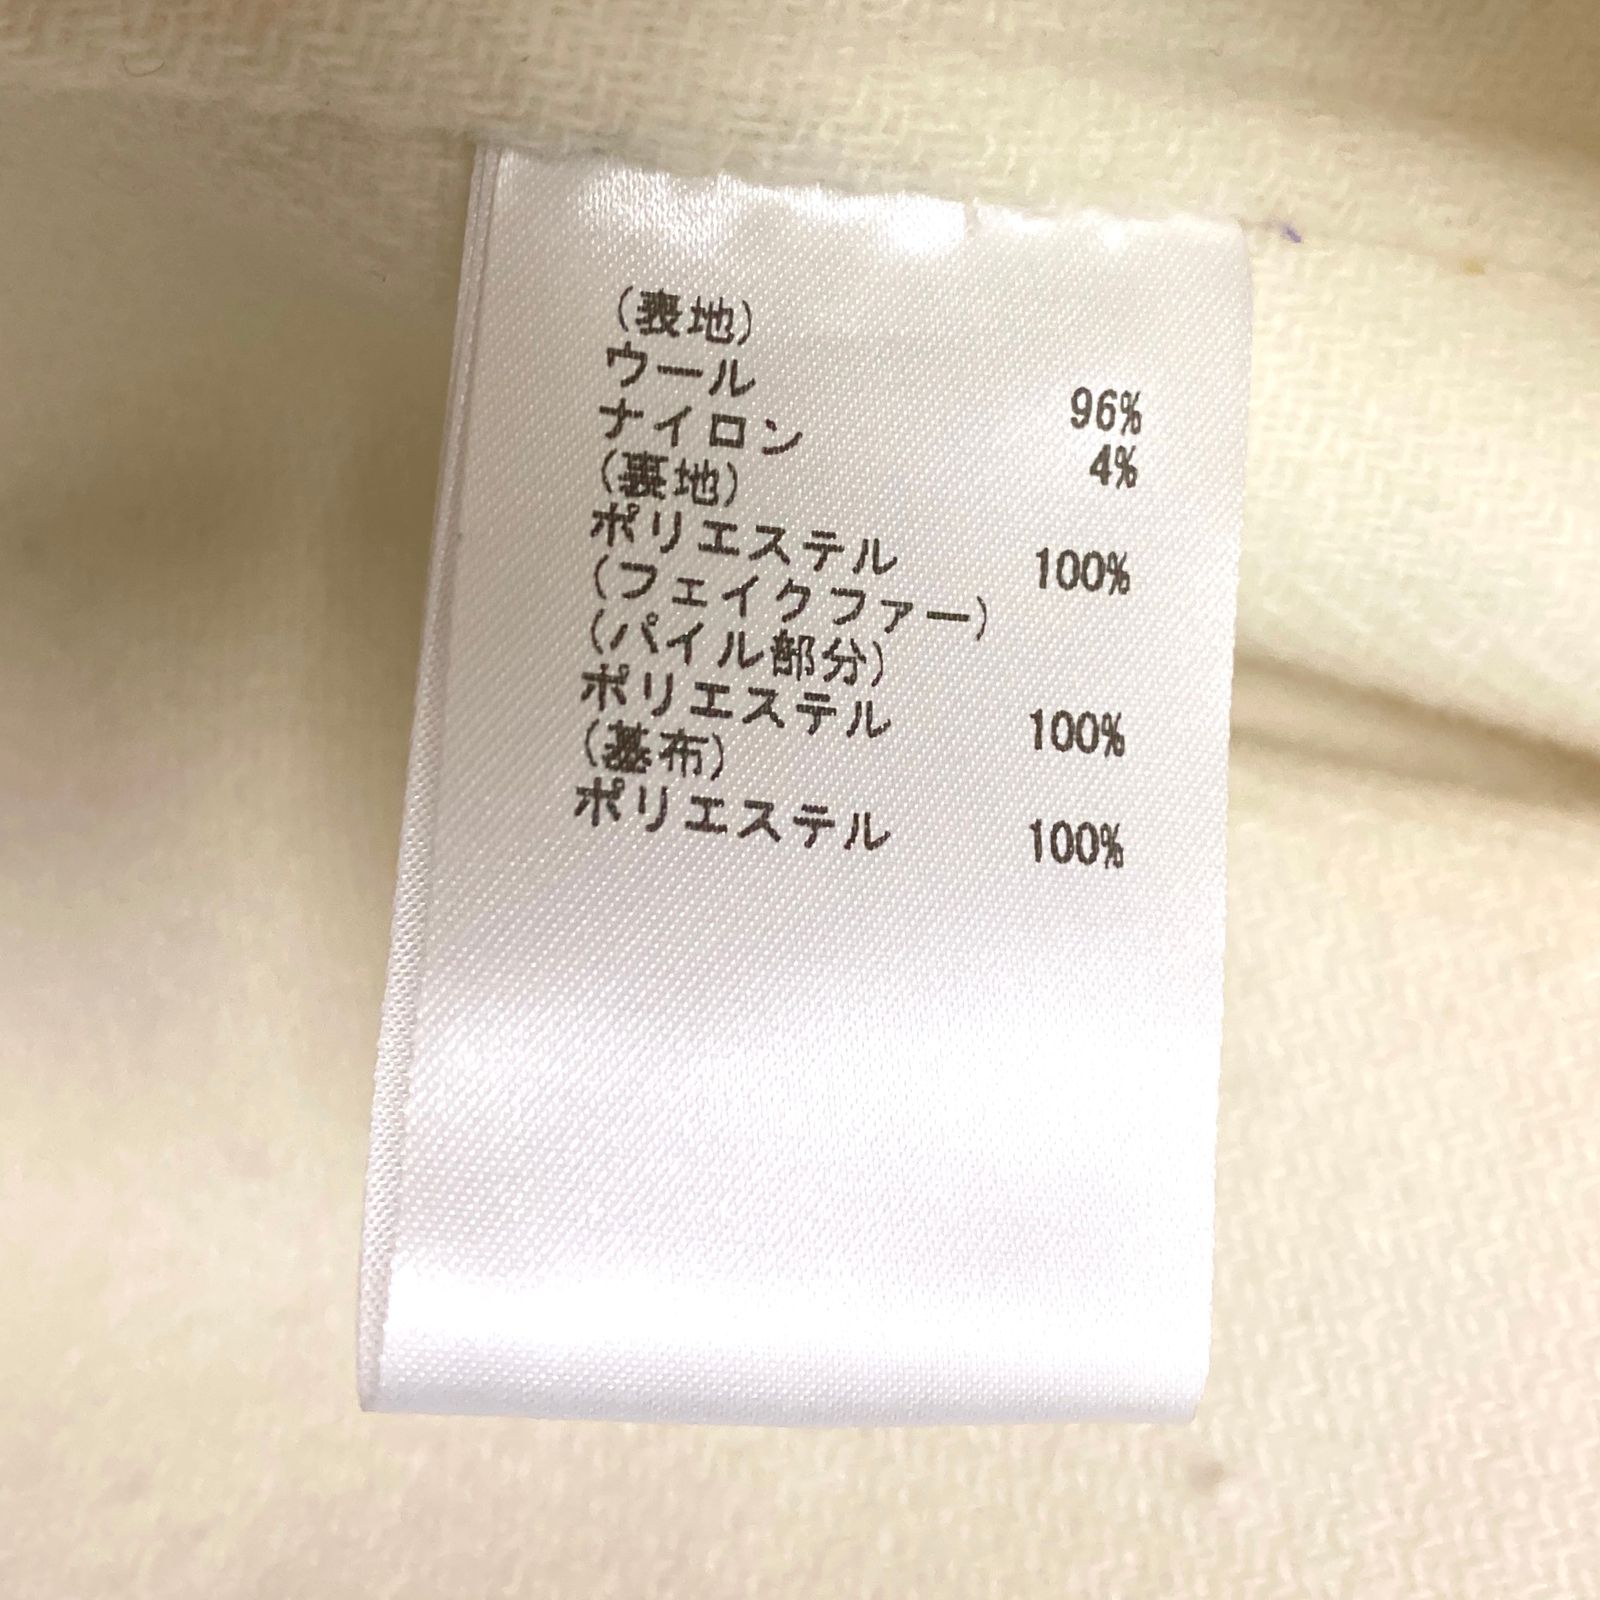 (表地)
ウール 96%
ナイロン 4%
(裏地)
ポリエステル 100%
(フェイクファー)
(パイル部分)
ポリエステル 100%
(基布)
ポリエステル 100%